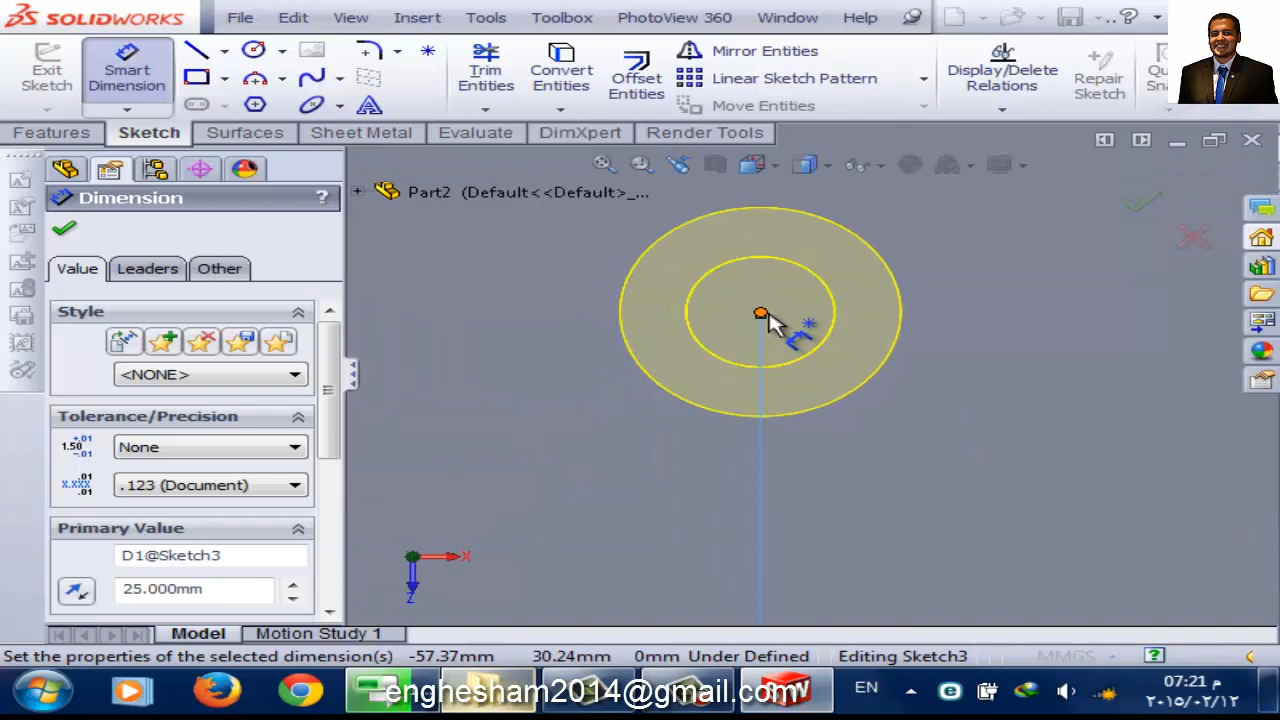 SOLIDWORKS File Edit View Insert Tools Toolbox PhotoView 360 Window Help
Exit Sketch
Smart Dimension
Trim Entities
Convert Entities
Offset Entities
Mirror Entities
Linear Sketch Pattern
Move Entities
Display/Delete Relations
Repair Sketch
Features Sketch Surfaces Sheet Metal Evaluate DimXpert Render Tools
Dimension ?
Part2 (Default<<Default>_...
Value Leaders Other
Style
<NONE>
Tolerance/Precision
None
.123 (Document)
Primary Value
D1@Sketch3
25.000mm
X
Z
Model Motion Study 1
Set the properties of the selected dimension(s) -57.37mm 30.24mm 0mm Under Defined Editing Sketch3 MMGS
enghesham2014@gmail.com
EN
07:21 م
٢٠١٥/٠٢/١٢